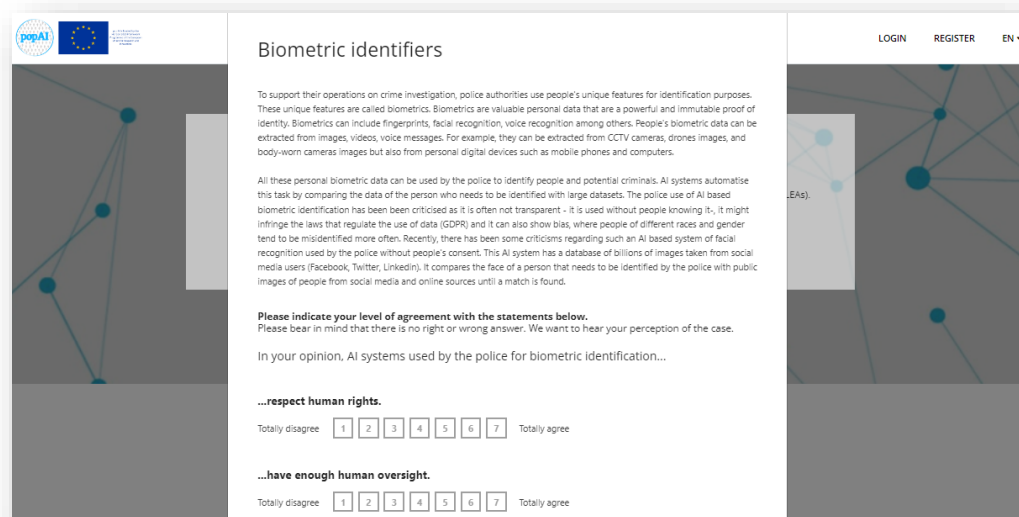 popAI
LOGIN REGISTER EN
Biometric identifiers
To support their operations on crime investigation, police authorities use people's unique features for identification purposes.
These unique features are called biometrics. Biometrics are valuable personal data that are a powerful and immutable proof of
identity. Biometrics can include fingerprints, facial recognition, voice recognition among others. People's biometric data can be
extracted from images, videos, voice messages. For example, they can be extracted from CCTV cameras, drones images, and
body-worn cameras images but also from personal digital devices such as mobile phones and computers.
All these personal biometric data can be used by the police to identify people and potential criminals. AI systems automatise
this task by comparing the data of the person who needs to be identified with large datasets. The police use of AI based
biometric identification has been been criticised as it is often not transparent - it is used without people knowing it-, it might
infringe the laws that regulate the use of data (GDPR) and it can also show bias, where people of different races and gender
tend to be misidentified more often. Recently, there has been some criticisms regarding such an AI based system of facial
recognition used by the police without people's consent. This AI system has a database of billions of images taken from social
media users (Facebook, Twitter, Linkedin). It compares the face of a person that needs to be identified by the police with public
images of people from social media and online sources until a match is found.
LEAs).
Please indicate your level of agreement with the statements below.
Please bear in mind that there is no right or wrong answer. We want to hear your perception of the case.
In your opinion, AI systems used by the police for biometric identification...
...respect human rights.
Totally disagree 1 2 3 4 5 6 7 Totally agree
...have enough human oversight.
Totally disagree 1 2 3 4 5 6 7 Totally agree